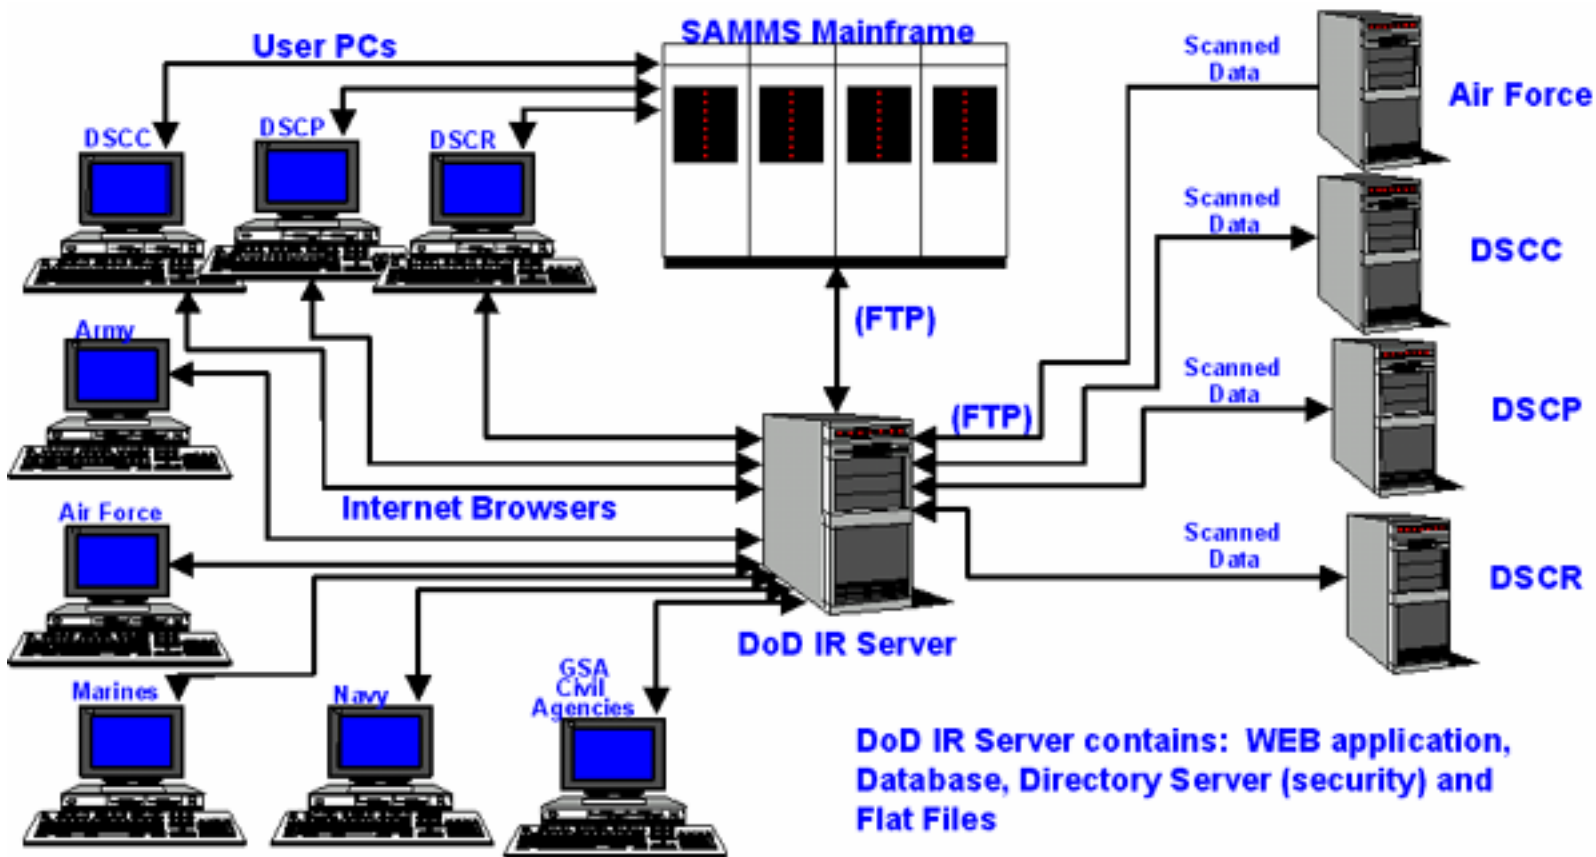 SAMMS Mainframe
User PCs
Scanned
Data
Air Force
DSCC
DSCP
DSCR
Scanned
Data
DSCC
(FTP)
Army
Scanned
Data
DSCP
(FTP)
Internet Browsers
Air Force
Scanned
Data
DSCR
DoD IR Server
GSA
Civil
Agencies
Marines
Navy
DoD IR Server contains: WEB application,
Database, Directory Server (security) and
Flat Files